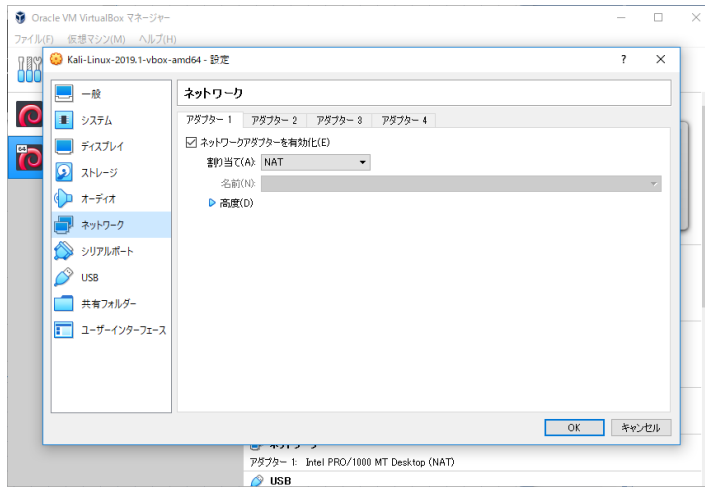 Oracle VM VirtualBox マネージャー
ファイル(F) 仮想マシン(M) ヘルプ(H)
Kali-Linux-2019.1-vbox-amd64 - 設定
?
一般
システム
ディスプレイ
ストレージ
オーディオ
ネットワーク
シリアルポート
USB
共有フォルダー
ユーザーインターフェース
ネットワーク
アダプター 1 アダプター 2 アダプター 3 アダプター 4
ネットワークアダプターを有効化(E)
割り当て(A): NAT
名前(N):
高度(D)
OK キャンセル
64
アダプター 1: Intel PRO/1000 MT Desktop (NAT)
USB